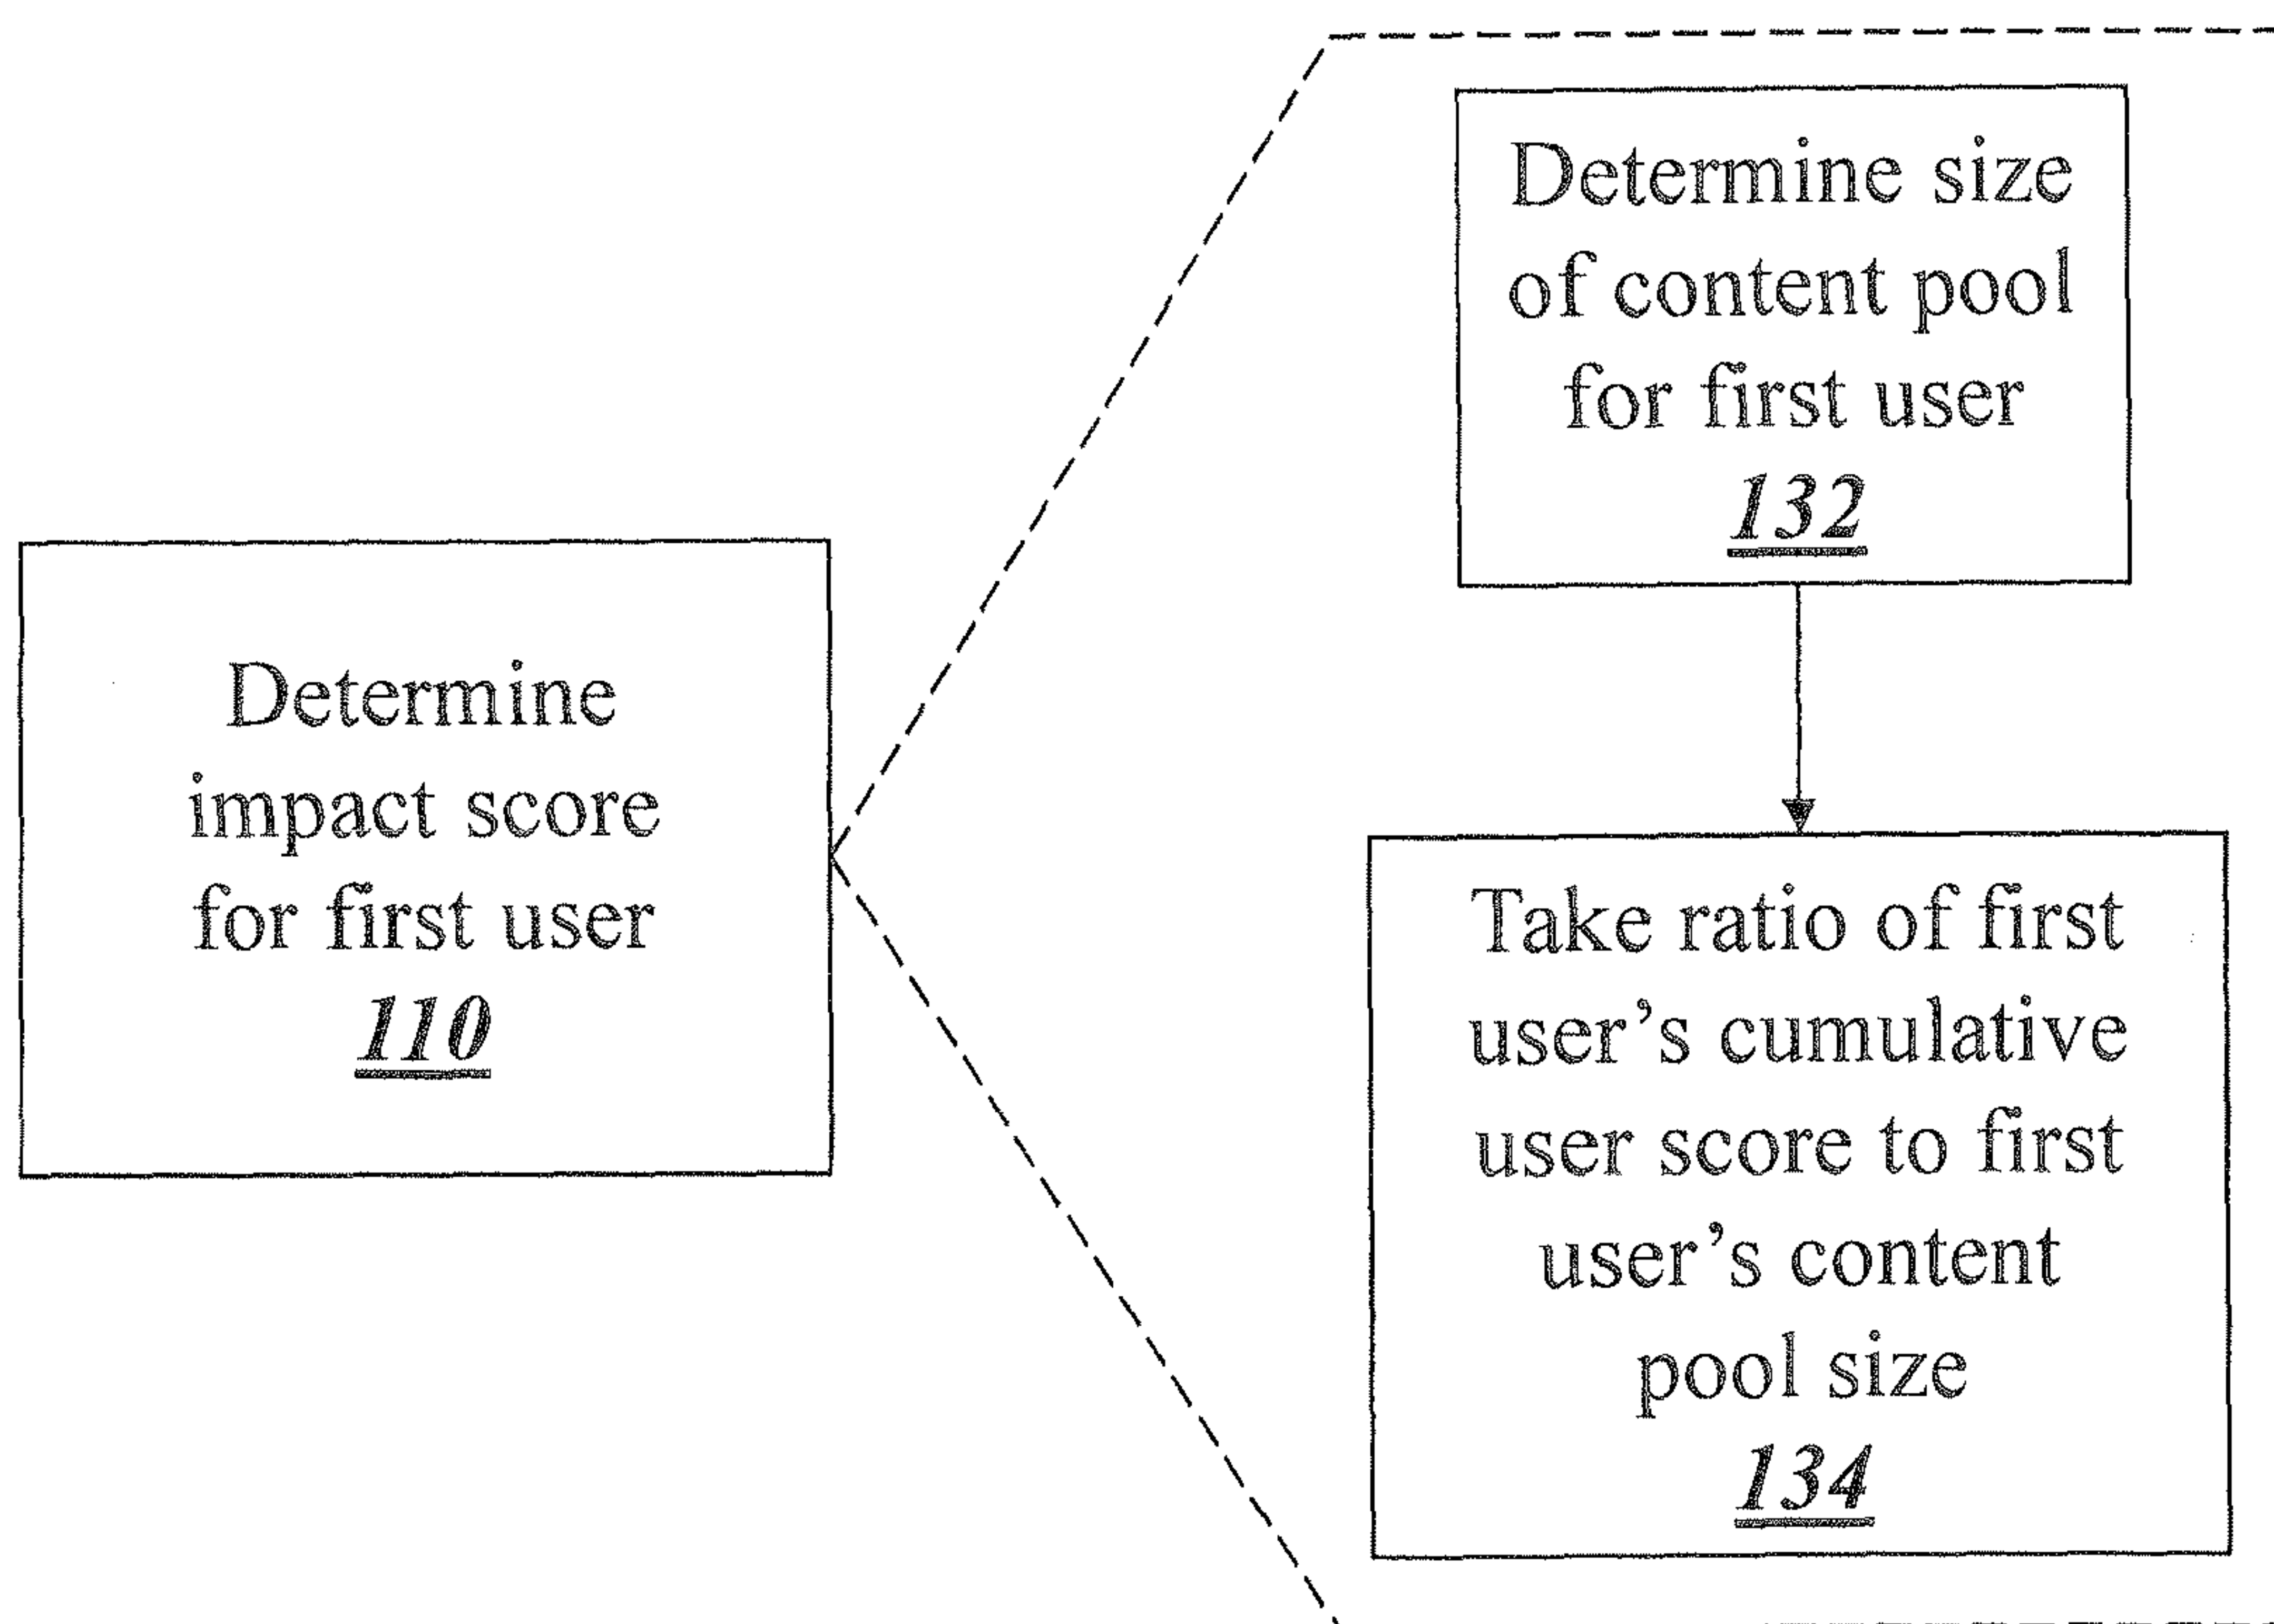 Determine
impact score
for first user
110
Determine size
of content pool
for first user
132
Take ratio of first
user’s cumulative
user score to first
user’s content
pool size
134